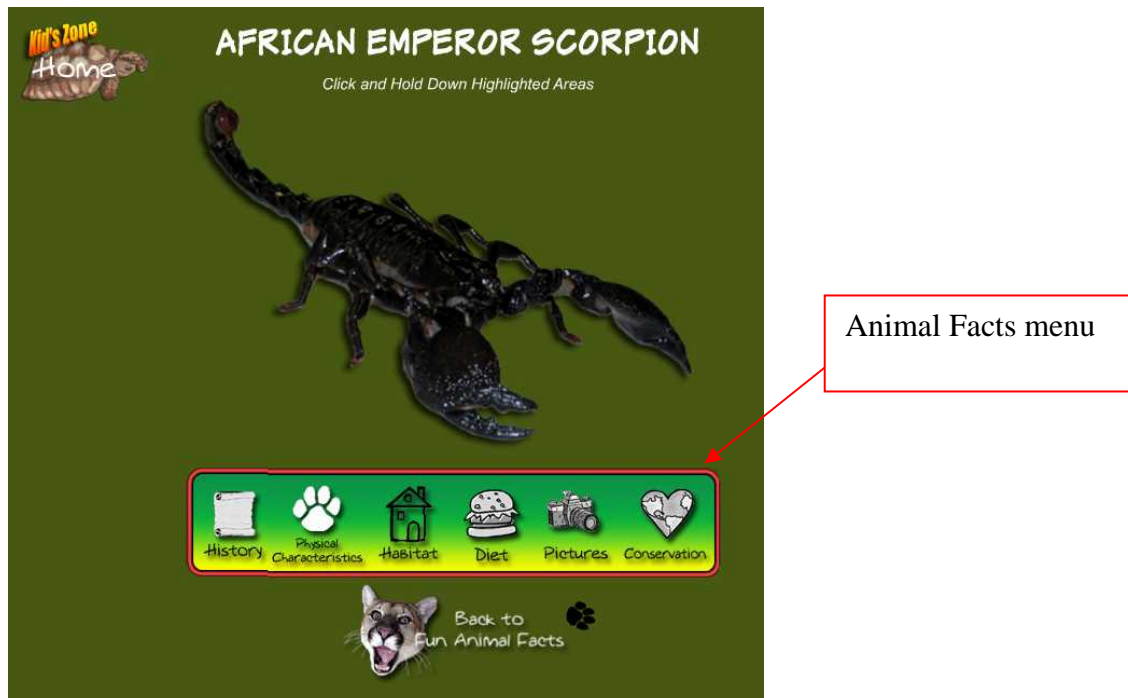 Kid's Zone
Home
AFRICAN EMPEROR SCORPION
Click and Hold Down Highlighted Areas
Animal Facts menu
History
Physical
Characteristics
Habitat
Diet
Pictures
Conservation
Back to
Fun Animal Facts